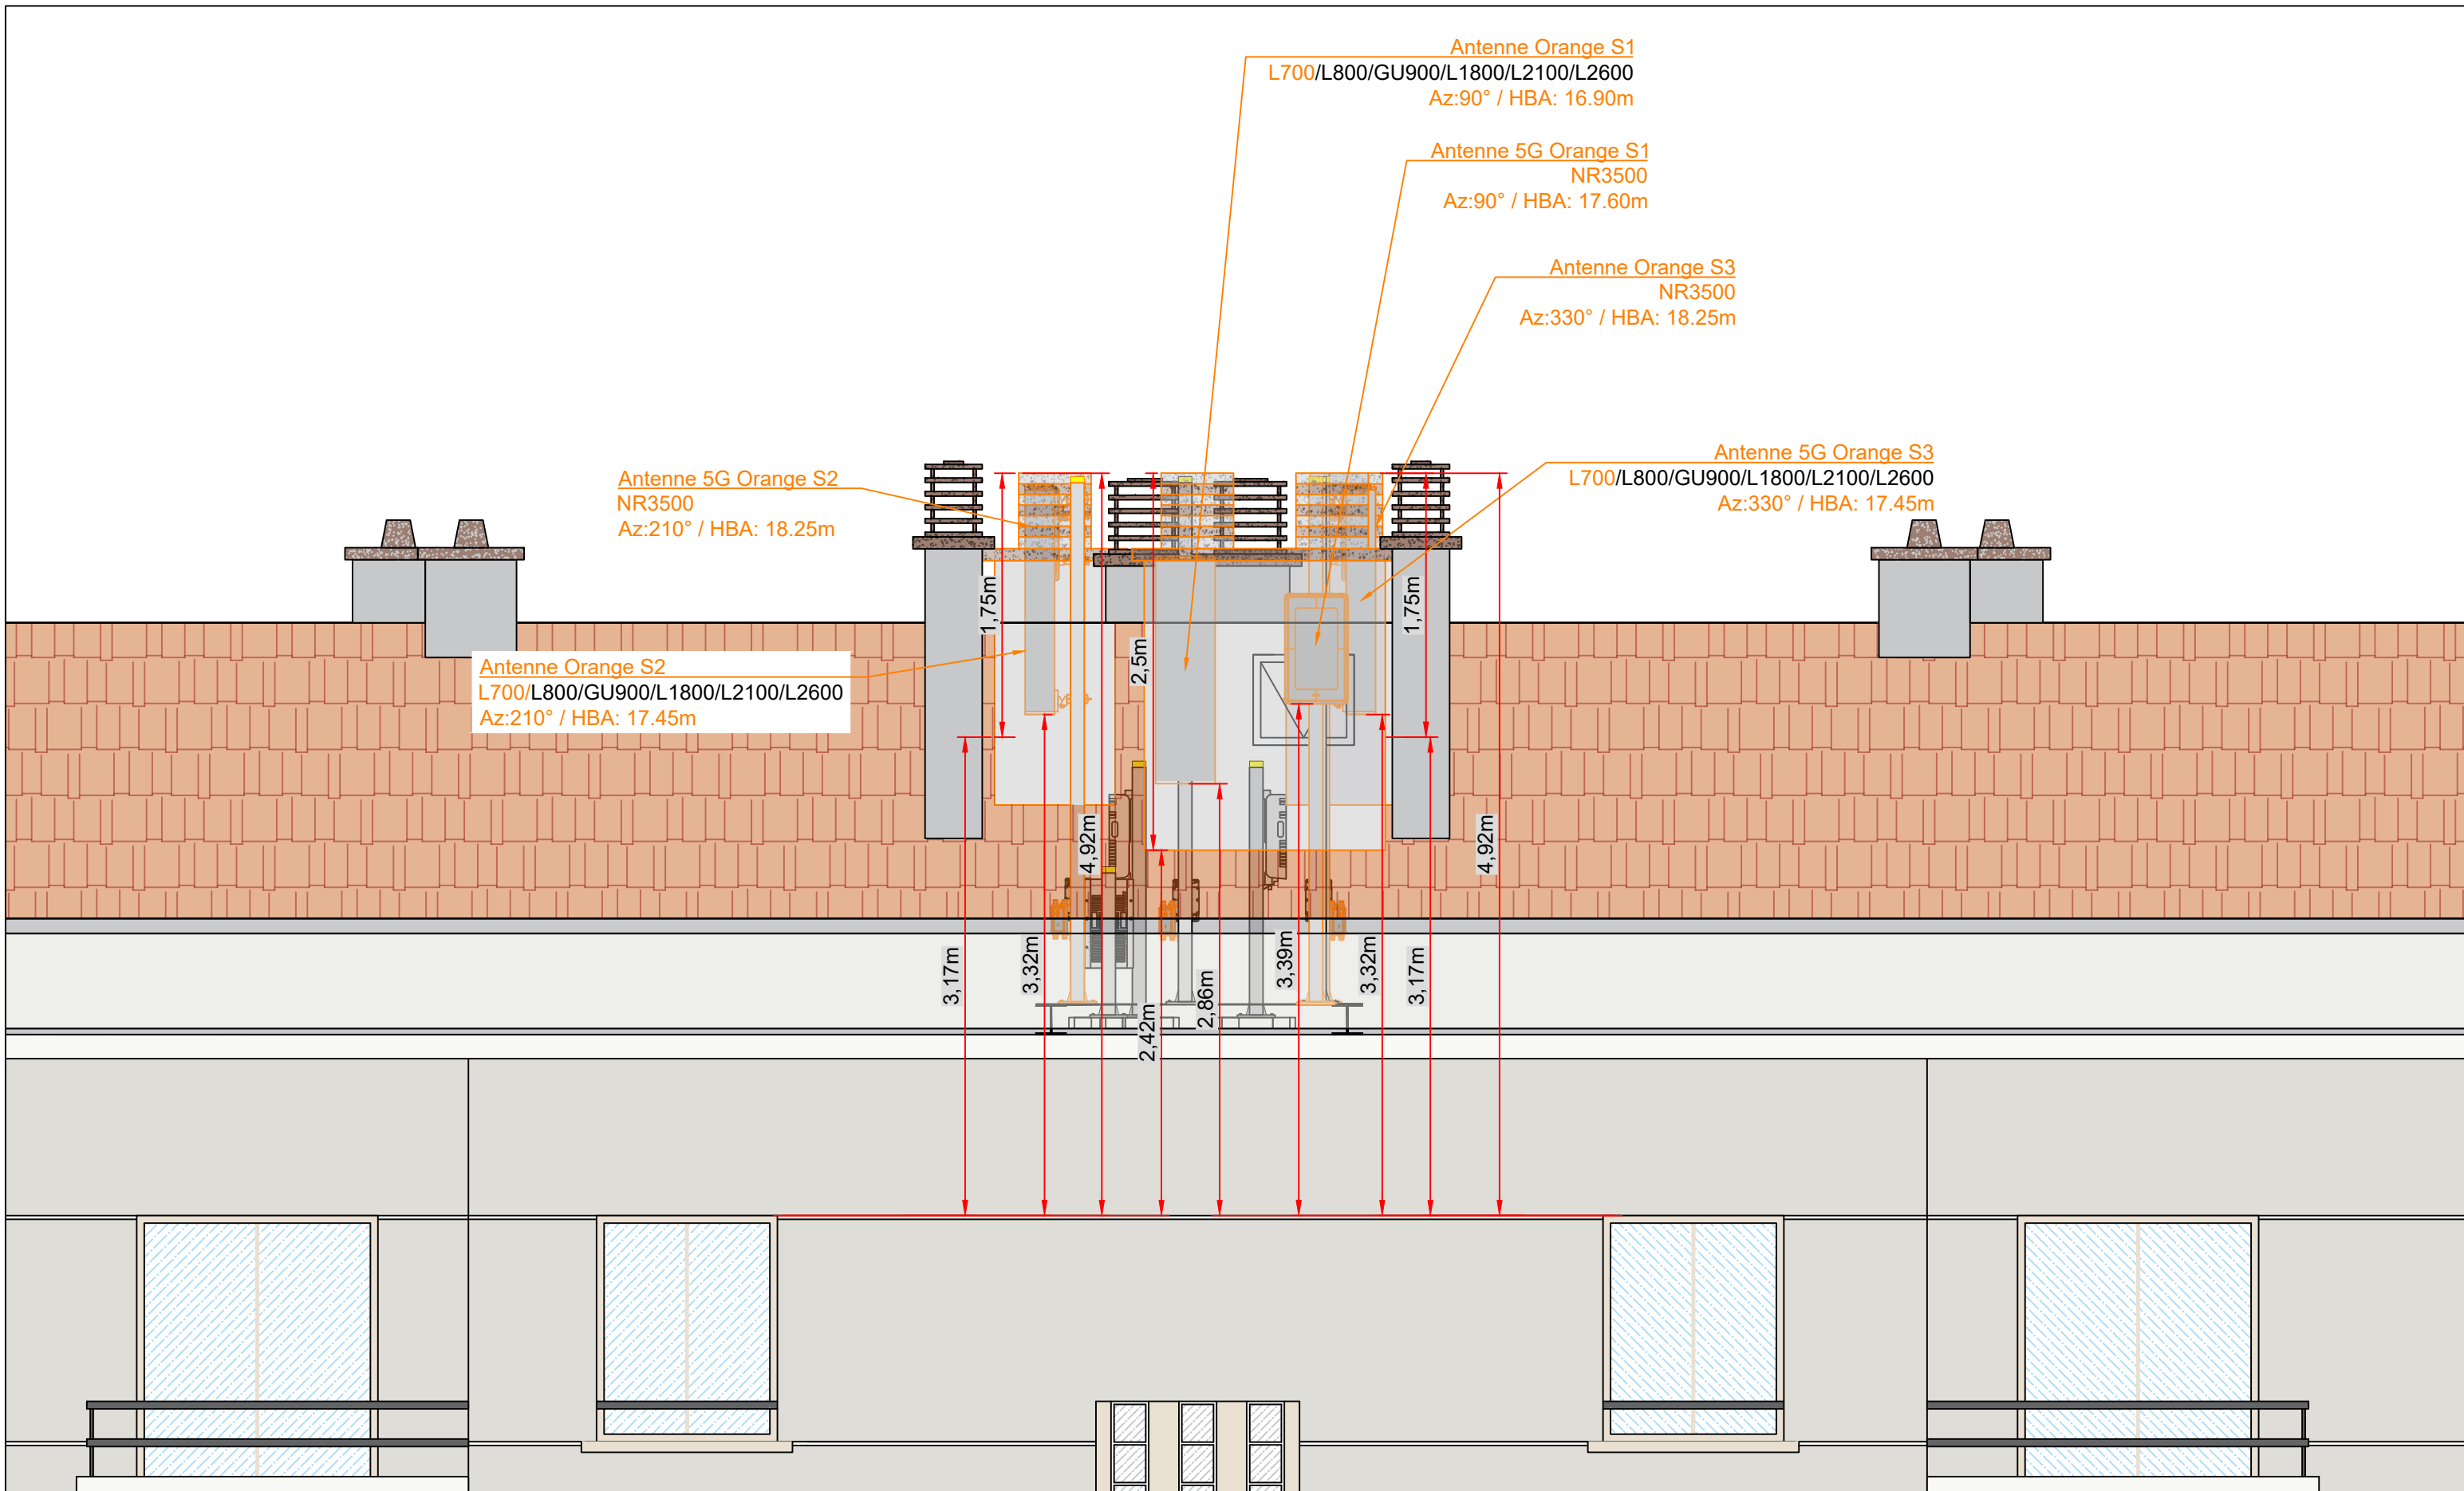 Antenne Orange S1
L700/L800/GU900/L1800/L2100/L2600
Az:90° / HBA: 16.90m
Antenne 5G Orange S1
NR3500
Az:90° / HBA: 17.60m
Antenne Orange S3
NR3500
Az:330° / HBA: 18.25m
Antenne 5G Orange S3
L700/L800/GU900/L1800/L2100/L2600
Az:330° / HBA: 17.45m
Antenne 5G Orange S2
NR3500
Az:210° / HBA: 18.25m
Antenne Orange S2
L700/L800/GU900/L1800/L2100/L2600
Az:210° / HBA: 17.45m
1,75m
2,5m
1,75m
4,92m
4,92m
3,17m
3,32m
2,42m
2,86m
3,39m
3,32m
3,17m